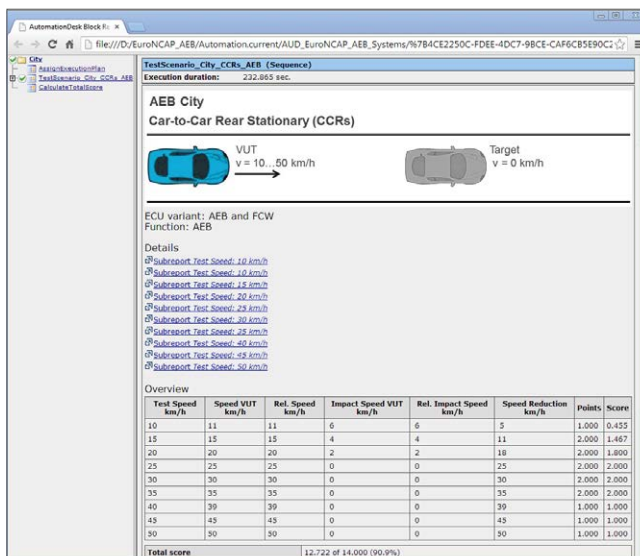 AutomationDesk Block Re
file:///D:/EuroNCAP_AEB/Automation.current/AUD_EuroNCAP_AEB_Systems/%7B4CE2250C-FDEE-4DC7-9BCE-CAF6CB5E90C2
City
AssignExecutionPlan
TestScenario_City_CCRs_AEB
CalculateTotalScore
TestScenario_City_CCRs_AEB (Sequence)
Execution duration: 232.865 sec.
AEB City
Car-to-Car Rear Stationary (CCRs)
VUT
v = 10...50 km/h
Target
v = 0 km/h
ECU variant: AEB and FCW
Function: AEB
Details
Subreport Test Speed: 10 km/h
Subreport Test Speed: 10 km/h
Subreport Test Speed: 15 km/h
Subreport Test Speed: 20 km/h
Subreport Test Speed: 25 km/h
Subreport Test Speed: 30 km/h
Subreport Test Speed: 35 km/h
Subreport Test Speed: 40 km/h
Subreport Test Speed: 45 km/h
Subreport Test Speed: 50 km/h
Overview
Test Speed km/h Speed VUT km/h Rel. Speed km/h Impact Speed VUT km/h Rel. Impact Speed km/h Speed Reduction km/h Points Score
10 11 11 6 6 5 1.000 0.455
15 15 15 4 4 11 2.000 1.467
20 20 20 2 2 18 2.000 1.800
25 25 25 0 0 25 2.000 2.000
30 30 30 0 0 30 2.000 2.000
35 35 35 0 0 35 2.000 2.000
40 39 39 0 0 39 1.000 1.000
45 45 45 0 0 45 1.000 1.000
50 50 50 0 0 50 1.000 1.000
Total score 12.722 of 14.000 (90.9%)